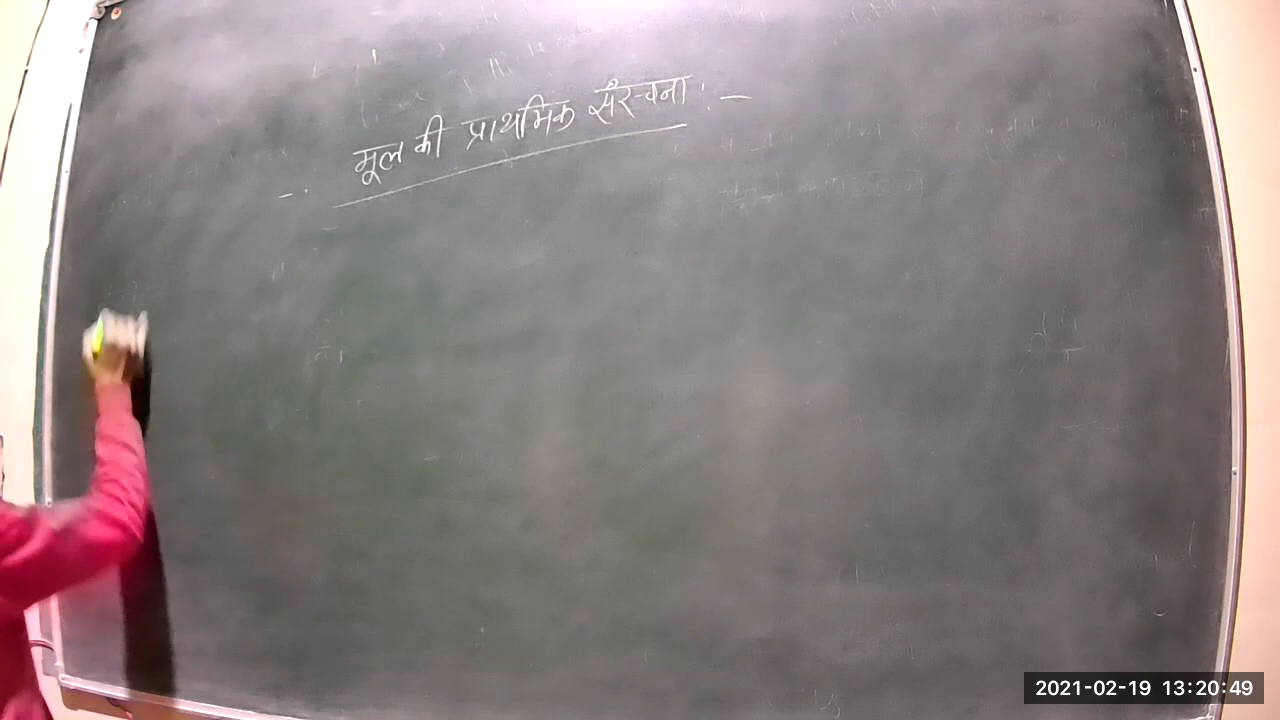 मूल की प्राथमिक संरचना :-
2021-02-19 13:20:49